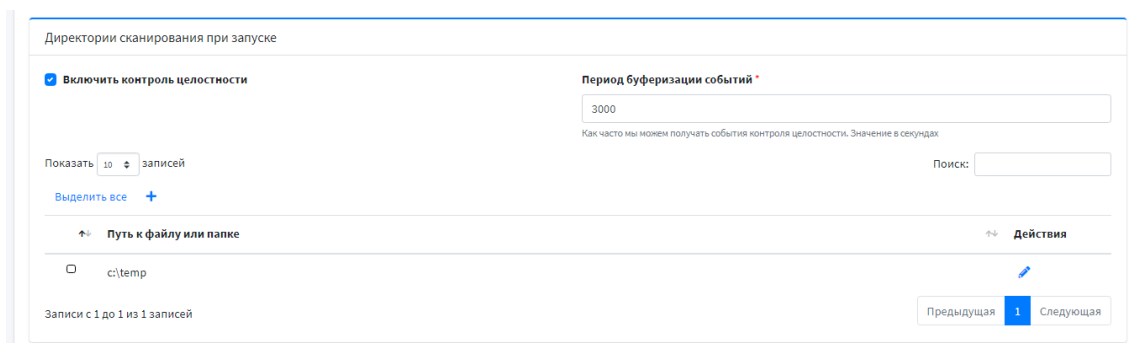 Директории сканирования при запуске
Включить контроль целостности
Период буферизации событий *
3000
Как часто мы можем получать события контроля целостности. Значение в секундах
Показать 10 записей
Поиск:
Выделить все +
Путь к файлу или папке Действия
c:\temp
Записи с 1 до 1 из 1 записей
Предыдущая 1 Следующая